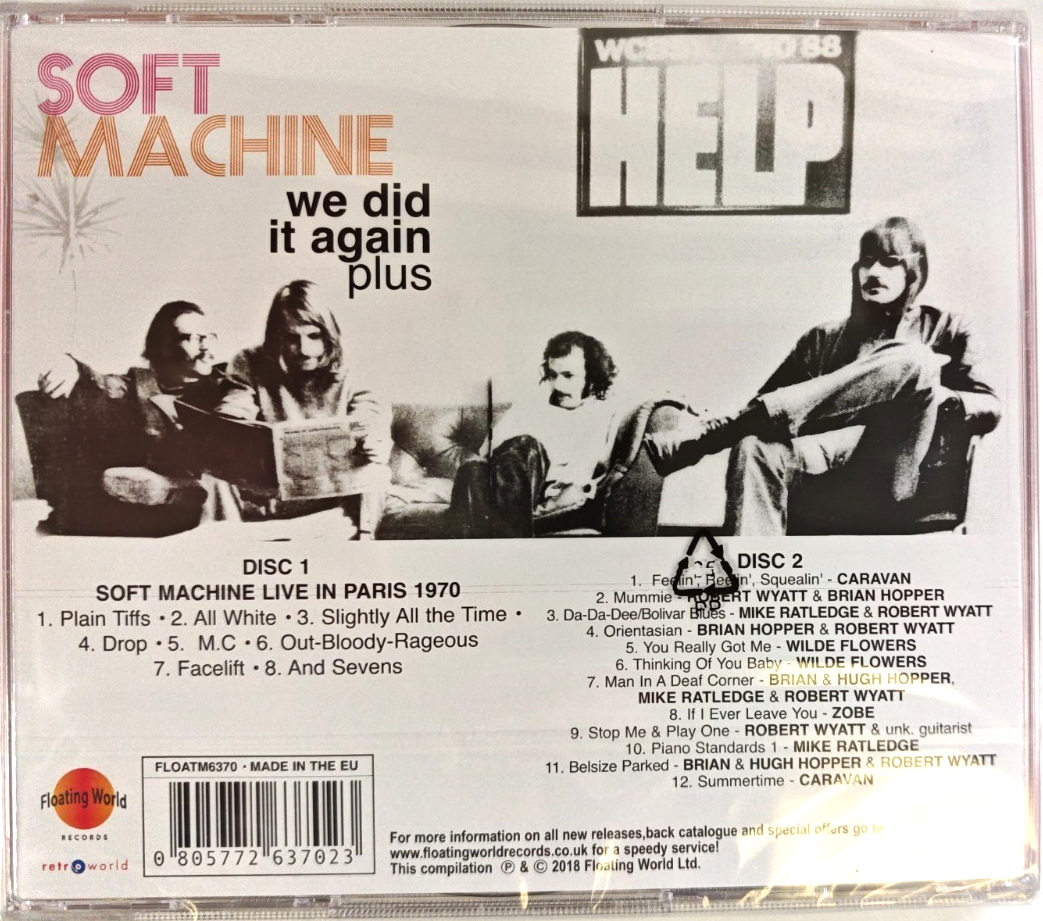 SOFT
MACHINE
we did
it again
plus
HELP
DISC 1
SOFT MACHINE LIVE IN PARIS 1970
1. Plain Tiffs • 2. All White • 3. Slightly All the Time •
4. Drop • 5. M.C • 6. Out-Bloody-Rageous
7. Facelift • 8. And Sevens
DISC 2
1. Feelin', Reelin', Squealin' - CARAVAN
2. Mummie - ROBERT WYATT & BRIAN HOPPER
3. Da-Da-Dee/Bolivar Blues - MIKE RATLEDGE & ROBERT WYATT
4. Orientasian - BRIAN HOPPER & ROBERT WYATT
5. You Really Got Me - WILDE FLOWERS
6. Thinking Of You Baby - WILDE FLOWERS
7. Man In A Deaf Corner - BRIAN & HUGH HOPPER,
MIKE RATLEDGE & ROBERT WYATT
8. If I Ever Leave You - ZOBE
9. Stop Me & Play One - ROBERT WYATT & unk. guitarist
10. Piano Standards 1 - MIKE RATLEDGE
11. Belsize Parked - BRIAN & HUGH HOPPER & ROBERT WYATT
12. Summertime - CARAVAN
Floating World
RECORDS
retroworld
FLOATM6370 • MADE IN THE EU
0 805772 637023
For more information on all new releases,back catalogue and special offers go to
www.floatingworldrecords.co.uk for a speedy service!
This compilation ℗ & © 2018 Floating World Ltd.